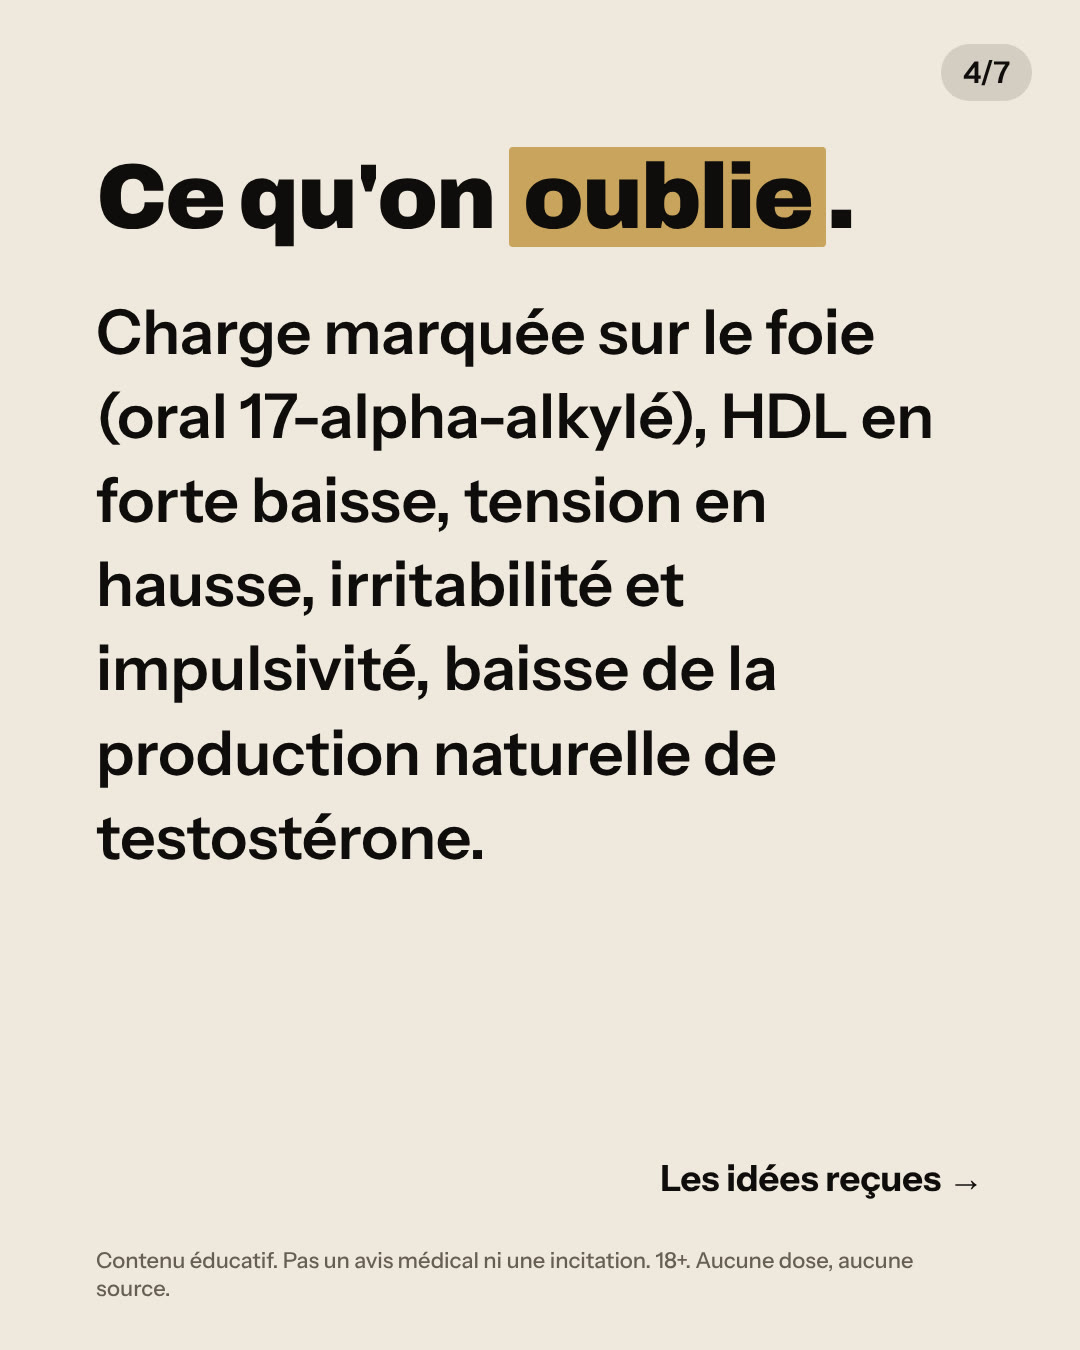 4/7
Ce qu'on oublie.
Charge marquée sur le foie
(oral 17-alpha-alkylé), HDL en
forte baisse, tension en
hausse, irritabilité et
impulsivité, baisse de la
production naturelle de
testostérone.
Les idées reçues →
Contenu éducatif. Pas un avis médical ni une incitation. 18+. Aucune dose, aucune
source.